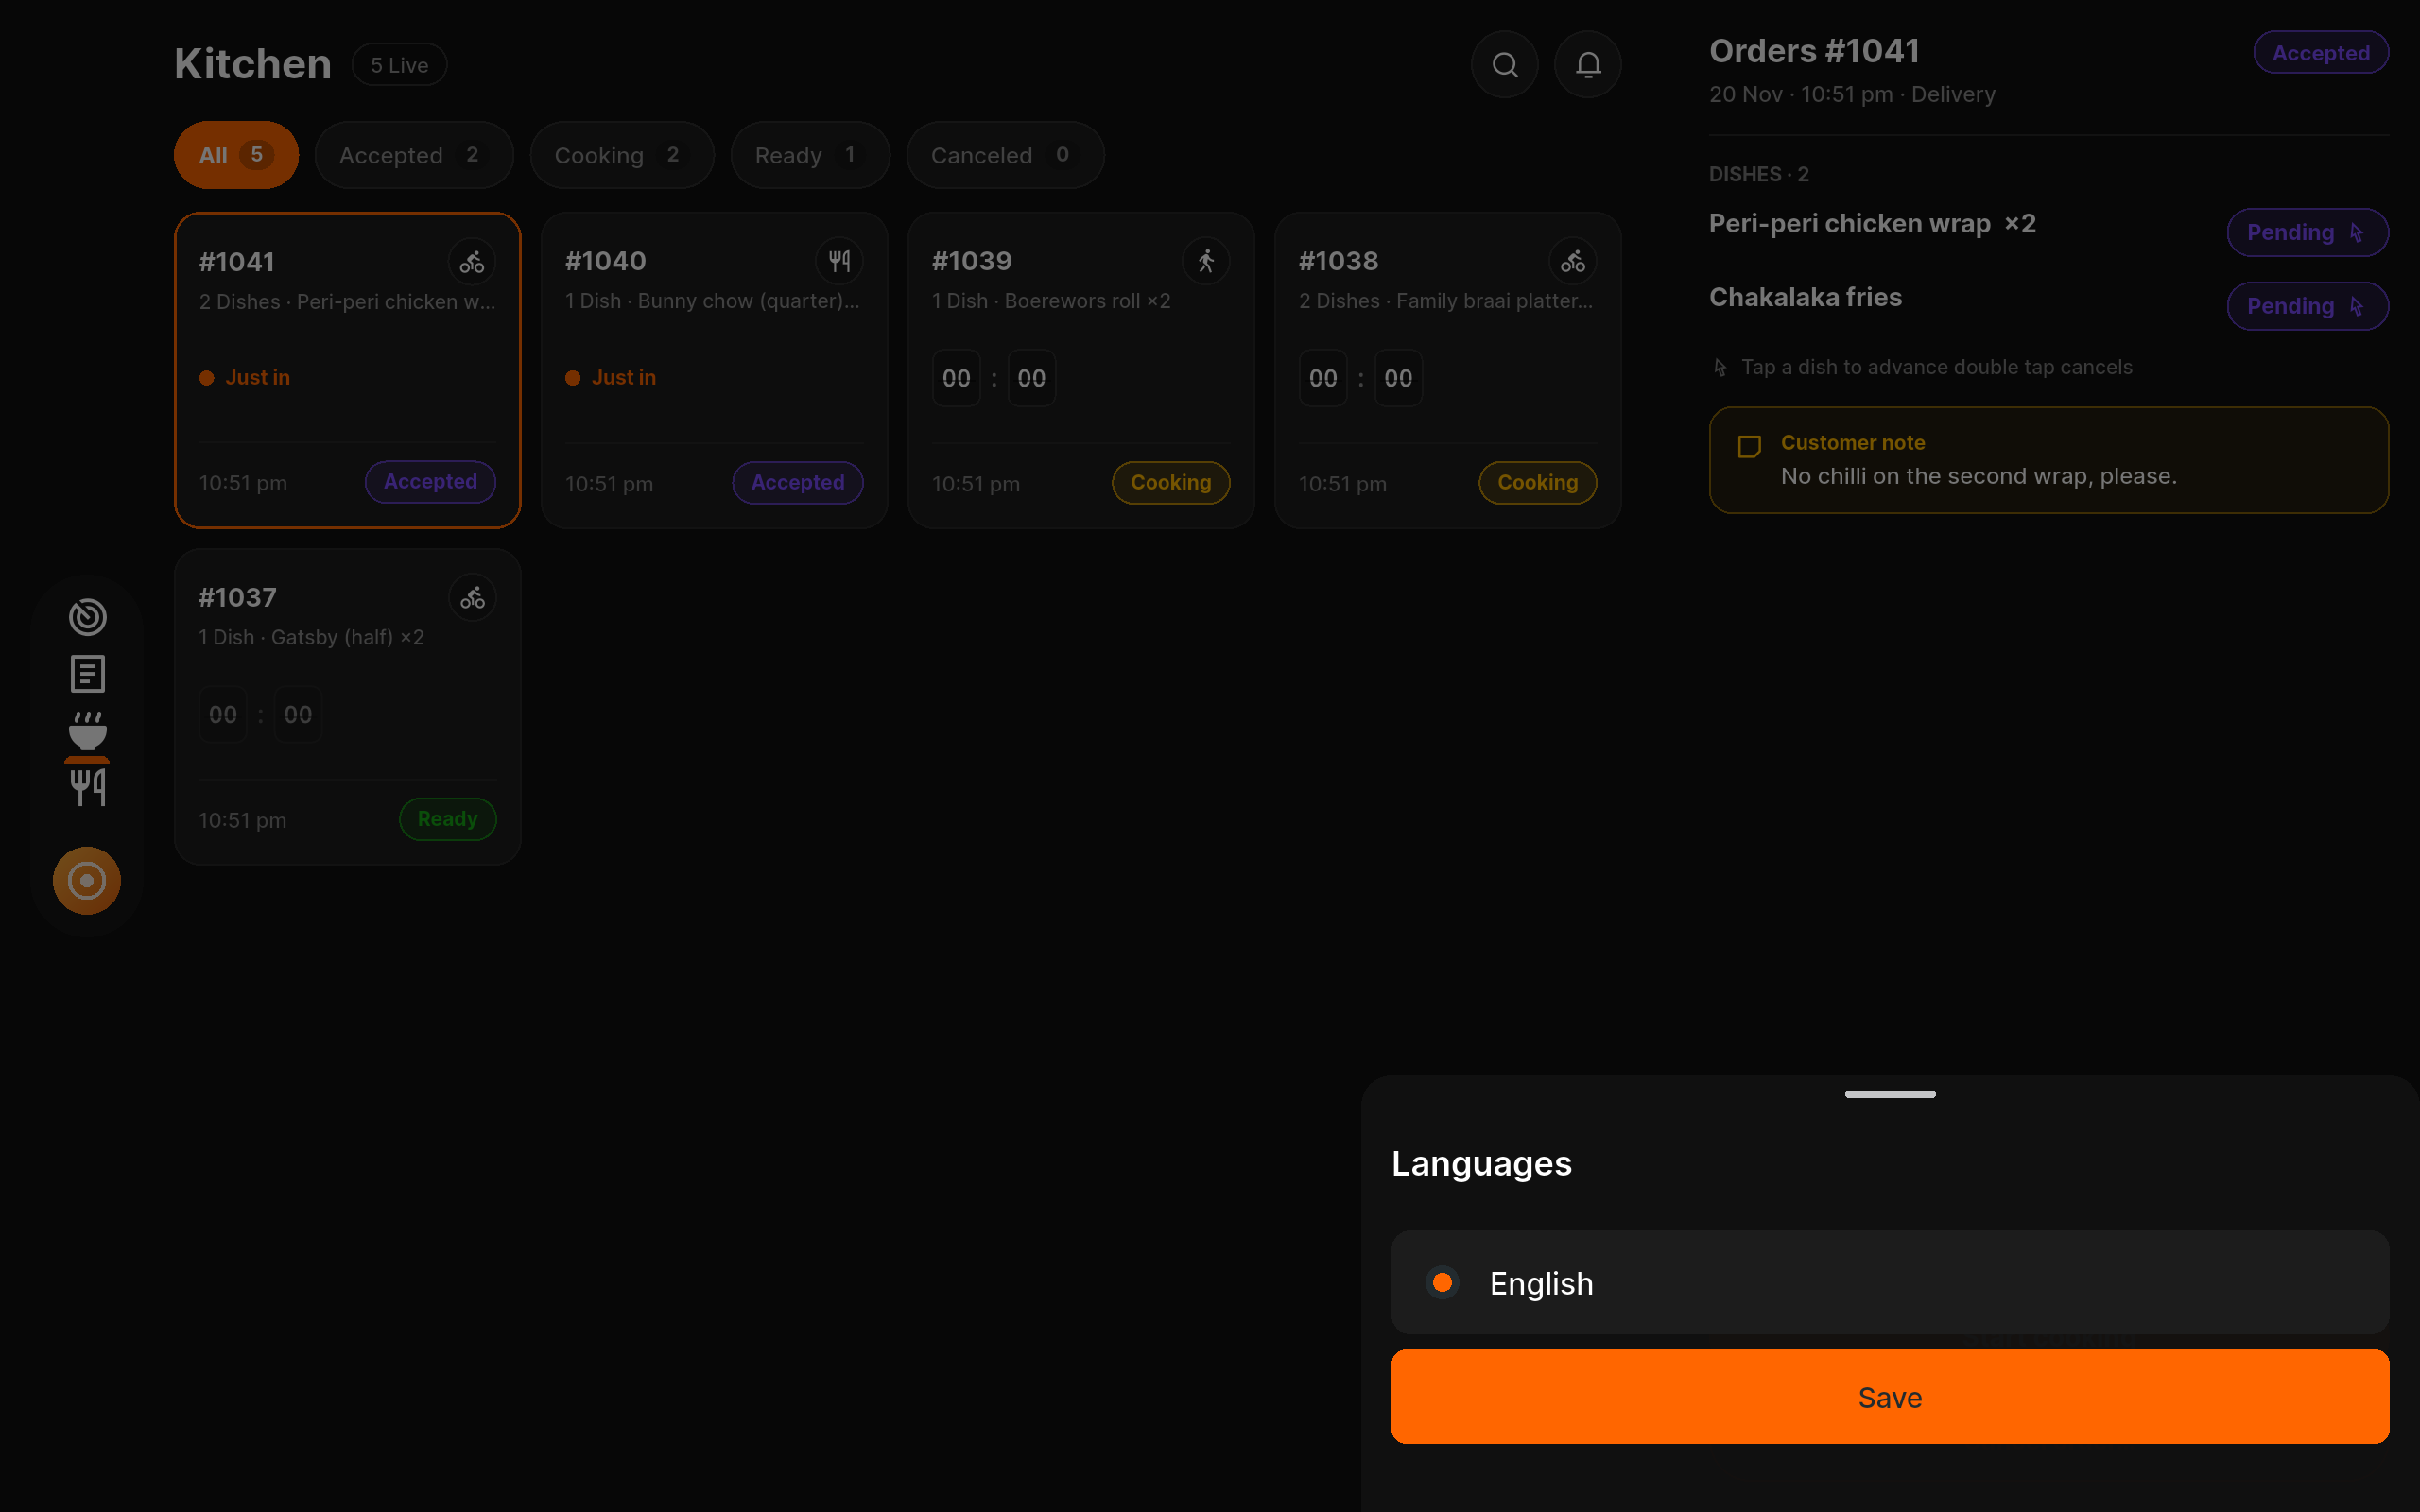 Kitchen
5 Live
All 5
Accepted 2
Cooking 2
Ready 1
Canceled 0
#1041
2 Dishes · Peri-peri chicken w...
Just in
10:51 pm
Accepted
#1040
1 Dish · Bunny chow (quarter)...
Just in
10:51 pm
Accepted
#1039
1 Dish · Boerewors roll ×2
00 : 00
10:51 pm
Cooking
#1038
2 Dishes · Family braai platter...
00 : 00
10:51 pm
Cooking
#1037
1 Dish · Gatsby (half) ×2
00 : 00
10:51 pm
Ready
Orders #1041
Accepted
20 Nov · 10:51 pm · Delivery
DISHES · 2
Peri-peri chicken wrap ×2
Pending
Chakalaka fries
Pending
Tap a dish to advance double tap cancels
Customer note
No chilli on the second wrap, please.
Languages
English
Save